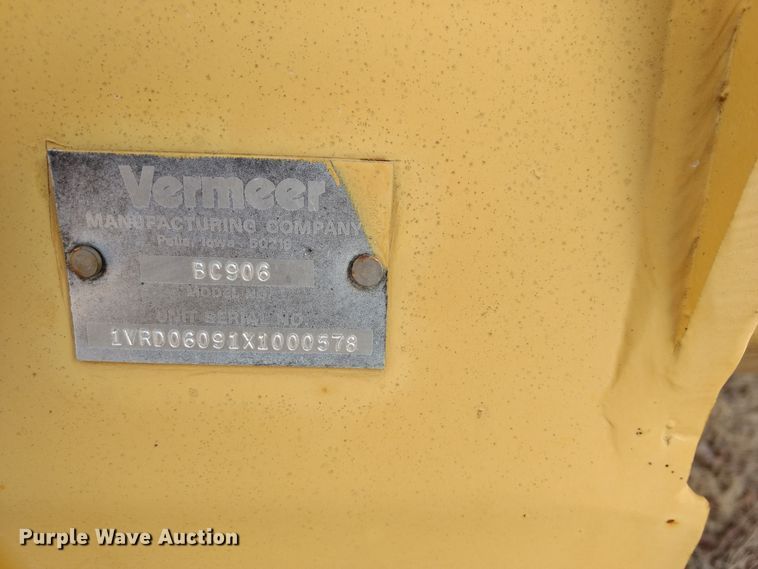 Vermeer
MANUFACTURING COMPANY
Pella, Iowa 50219
BC906
MODEL NO.
UNIT SERIAL NO.
1VRD06091X1000578
Purple Wave Auction